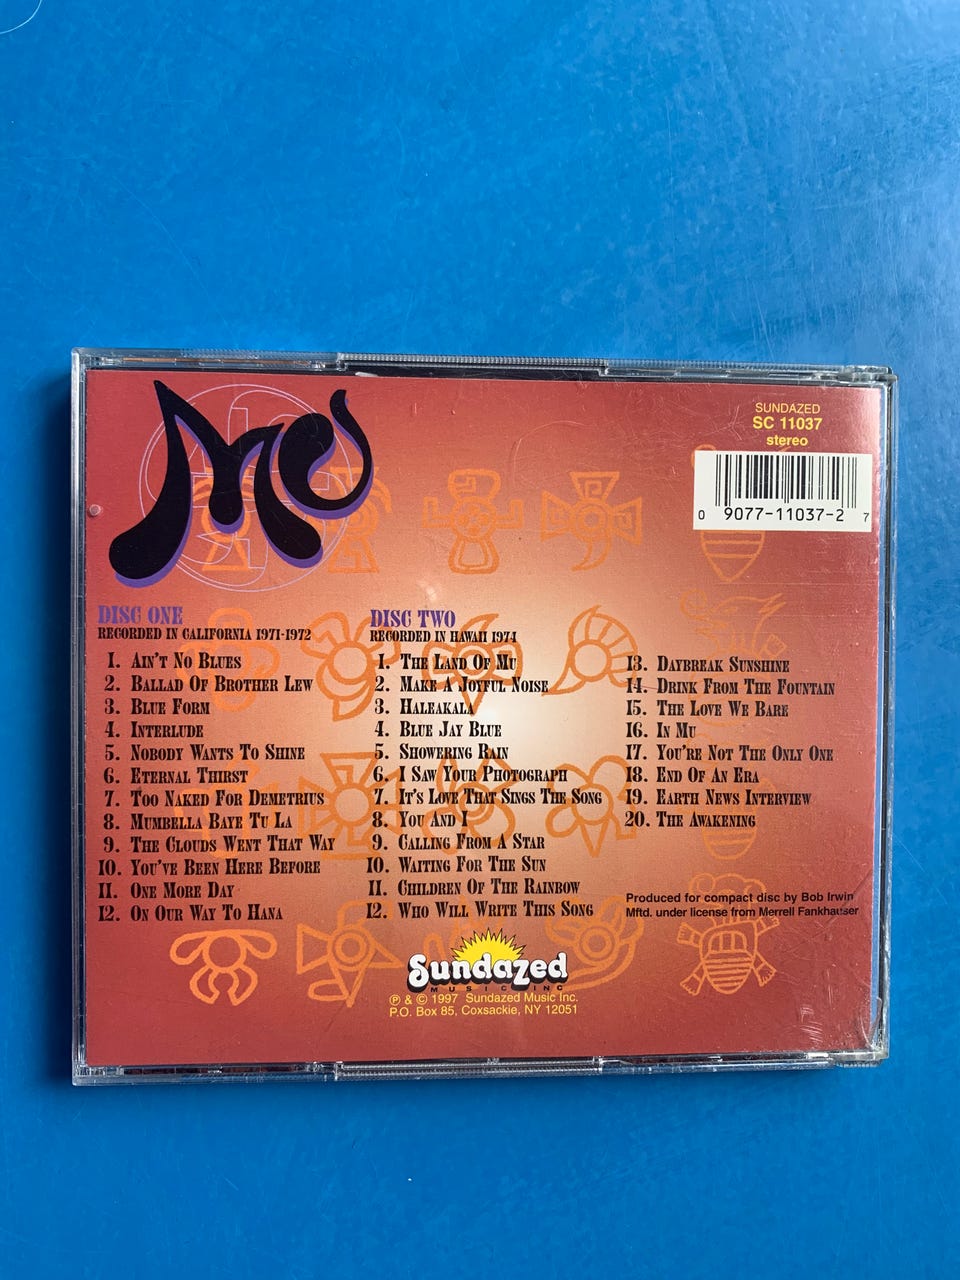 Mu
SUNDAZED
SC 11037
stereo
0 9077-11037-2 7
DISC ONE
RECORDED IN CALIFORNIA 1971-1972
1. AIN'T NO BLUES
2. BALLAD OF BROTHER LEW
3. BLUE FORM
4. INTERLUDE
5. NOBODY WANTS TO SHINE
6. ETERNAL THIRST
7. TOO NAKED FOR DEMETRIUS
8. MUMBELLA BAYE TU LA
9. THE CLOUDS WENT THAT WAY
10. YOU'VE BEEN HERE BEFORE
11. ONE MORE DAY
12. ON OUR WAY TO HANA
DISC TWO
RECORDED IN HAWAII 1974
1. THE LAND OF MU
2. MAKE A JOYFUL NOISE
3. HALEAKALA
4. BLUE JAY BLUE
5. SHOWERING RAIN
6. I SAW YOUR PHOTOGRAPH
7. IT'S LOVE THAT SINGS THE SONG
8. YOU AND I
9. CALLING FROM A STAR
10. WAITING FOR THE SUN
11. CHILDREN OF THE RAINBOW
12. WHO WILL WRITE THIS SONG
13. DAYBREAK SUNSHINE
14. DRINK FROM THE FOUNTAIN
15. THE LOVE WE BARE
16. IN MU
17. YOU'RE NOT THE ONLY ONE
18. END OF AN ERA
19. EARTH NEWS INTERVIEW
20. THE AWAKENING
Produced for compact disc by Bob Irwin
Mftd. under license from Merrell Fankhauser
Sundazed
MUSIC INC
℗ & © 1997 Sundazed Music Inc.
P.O. Box 85, Coxsackie, NY 12051